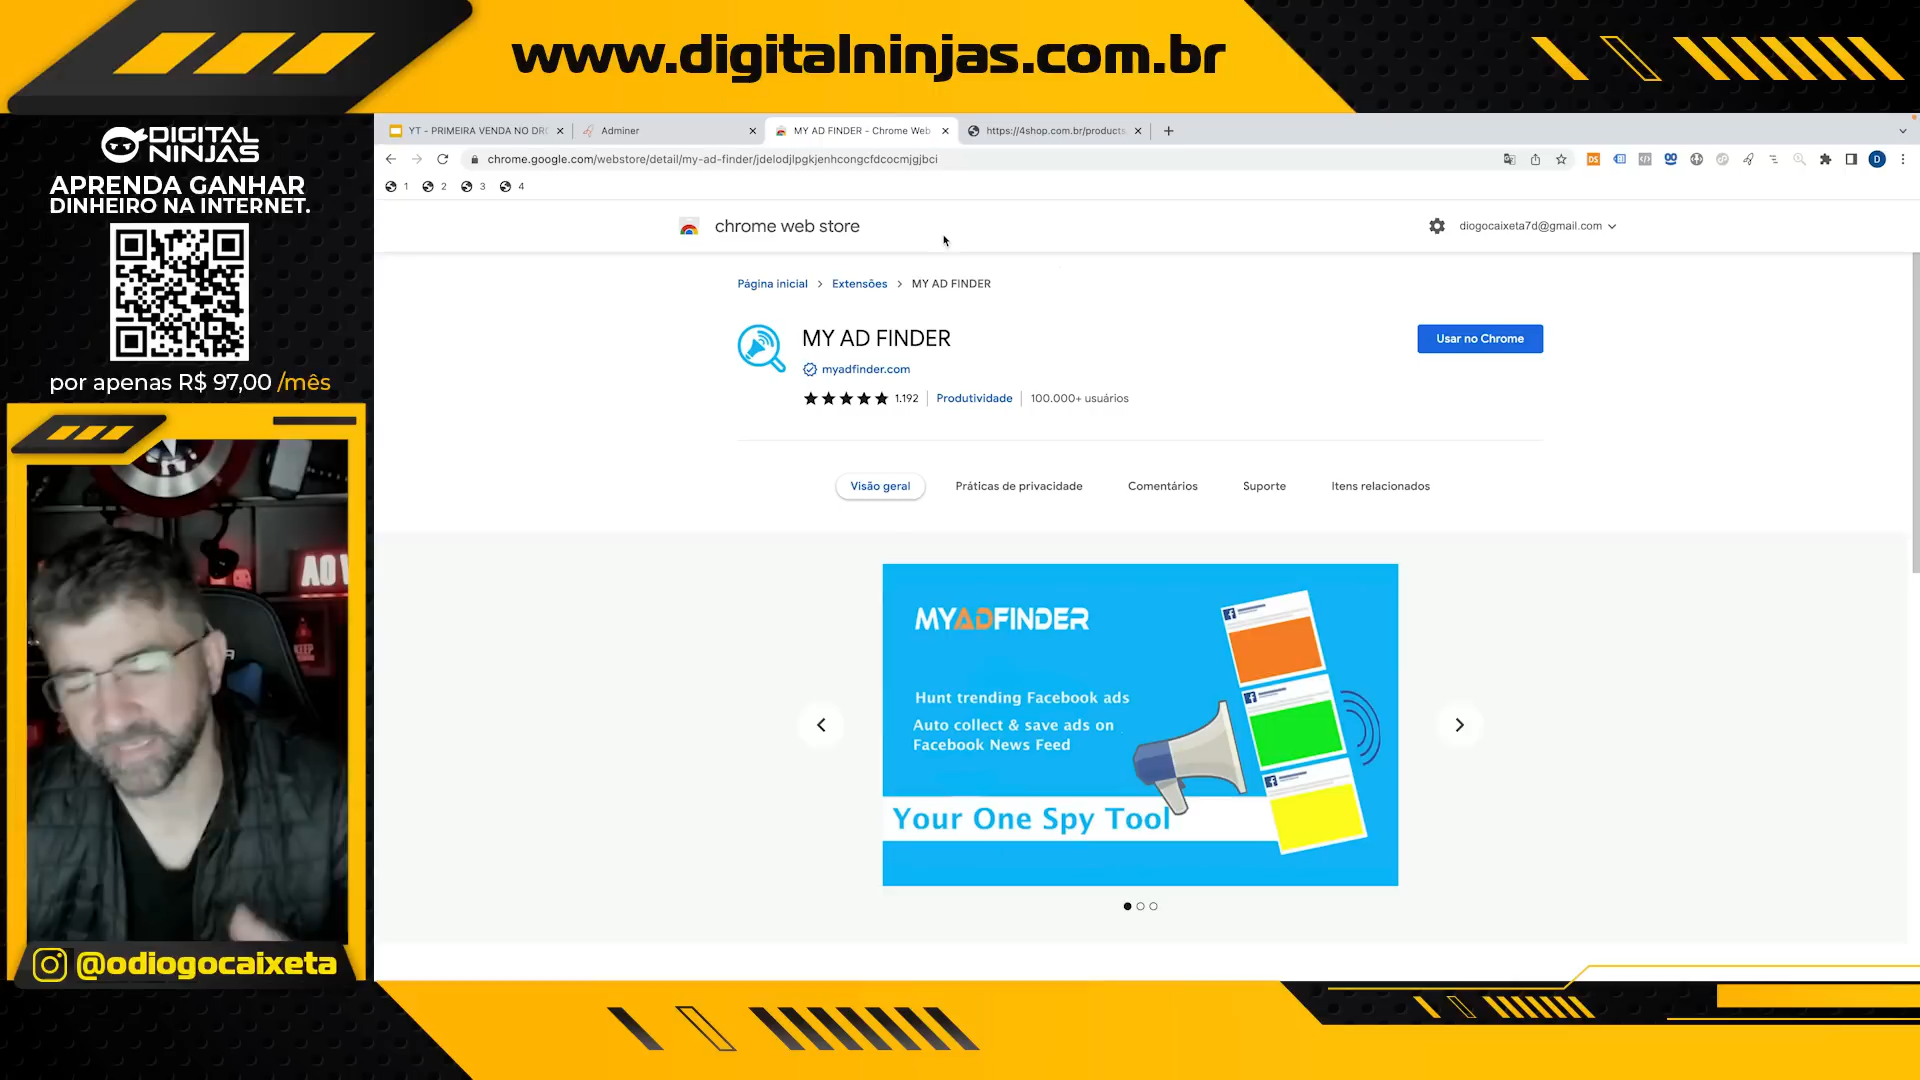 www.digitalninjas.com.br
DIGITAL
NINJAS
APRENDA GANHAR
DINHEIRO NA INTERNET.
por apenas R$ 97,00 /mês
@odiogocaixeta
YT - PRIMEIRA VENDA NO DRO
Adminer
MY AD FINDER - Chrome Web
https://4shop.com.br/products
chrome.google.com/webstore/detail/my-ad-finder/jdelodjlpgkjenhcongcfdcocmjgjbci
DS
D
1 2 3 4
chrome web store
diogocaixeta7d@gmail.com
Página inicial > Extensões > MY AD FINDER
MY AD FINDER
Usar no Chrome
myadfinder.com
1.192 Produtividade 100.000+ usuários
Visão geral Práticas de privacidade Comentários Suporte Itens relacionados
MYADFINDER
Hunt trending Facebook ads
Auto collect & save ads on
Facebook News Feed
Your One Spy Tool